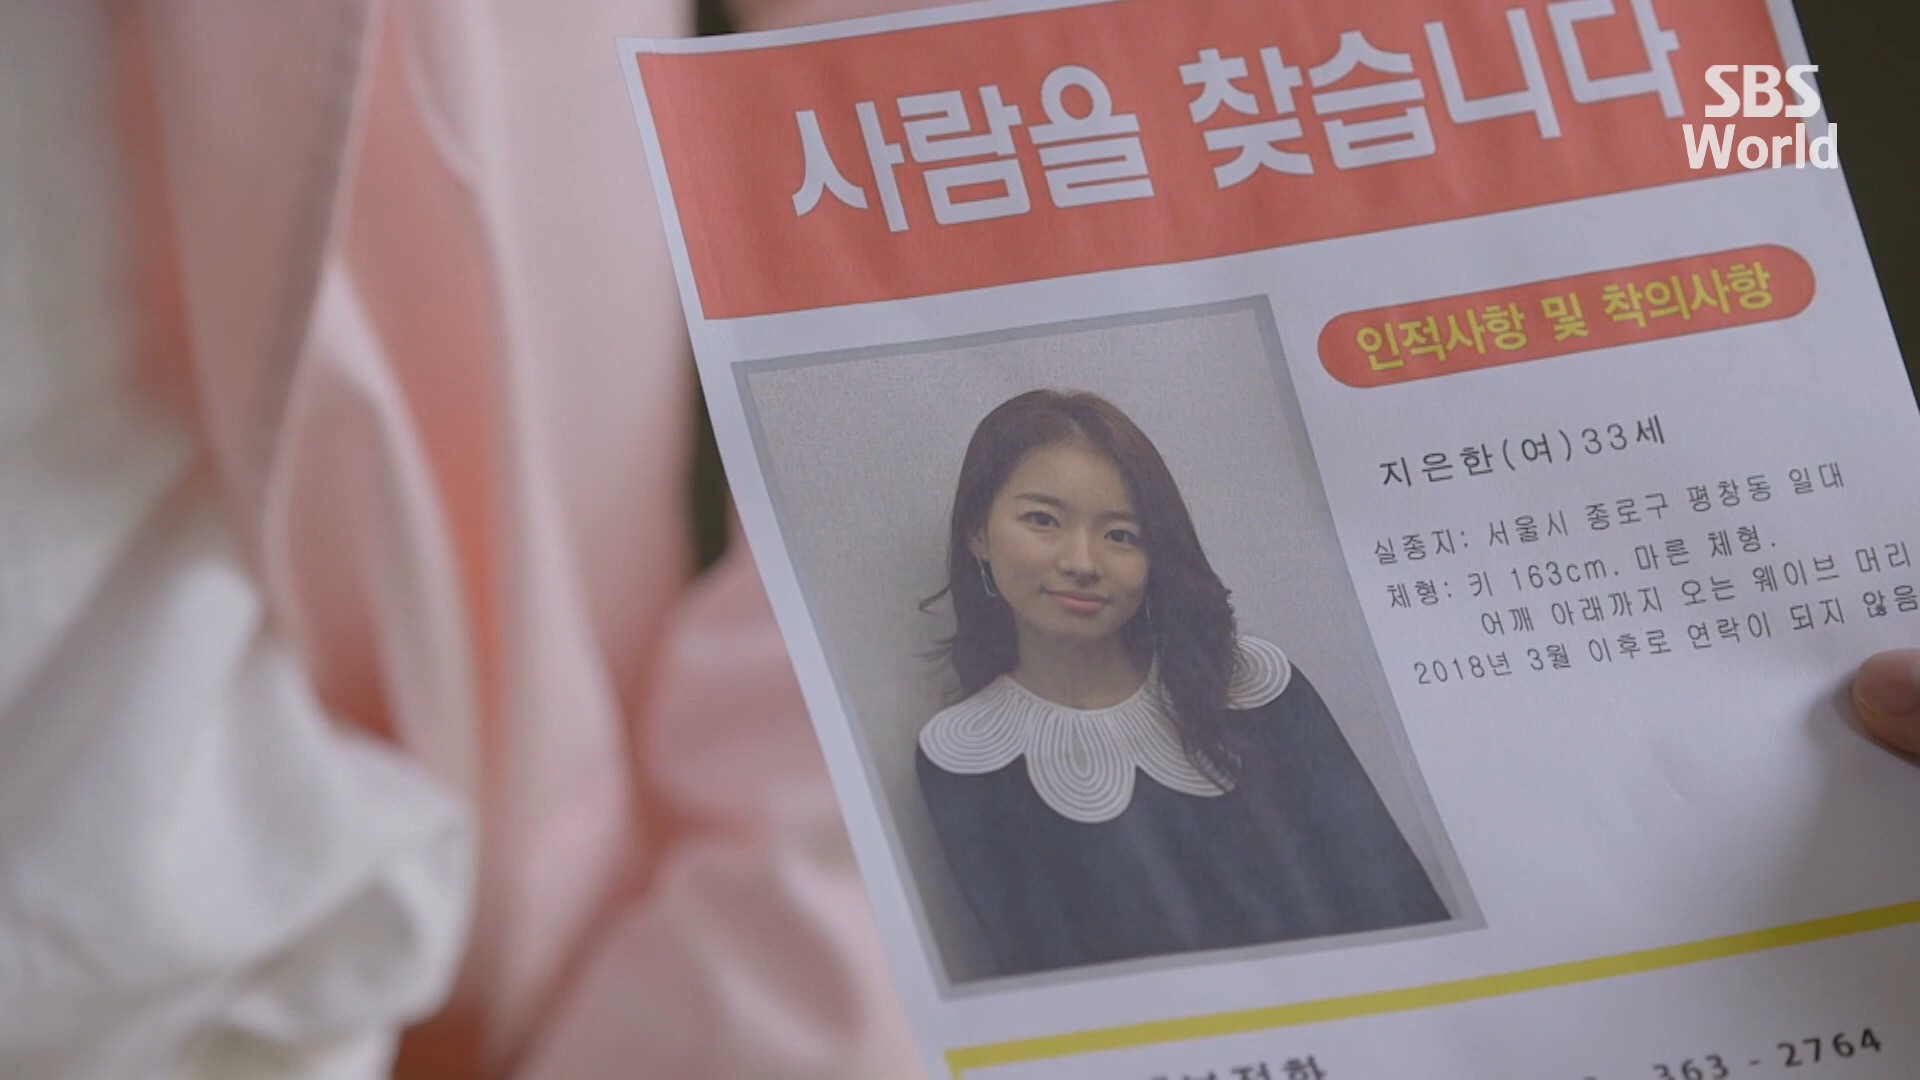 사람을 찾습니다
SBS
World
인적사항 및 착의사항
지은한(여)33세
실종지: 서울시 종로구 평창동 일대
체형: 키 163cm. 마른 체형.
어깨 아래까지 오는 웨이브 머리
2018년 3월 이후로 연락이 되지 않음
363 - 2764